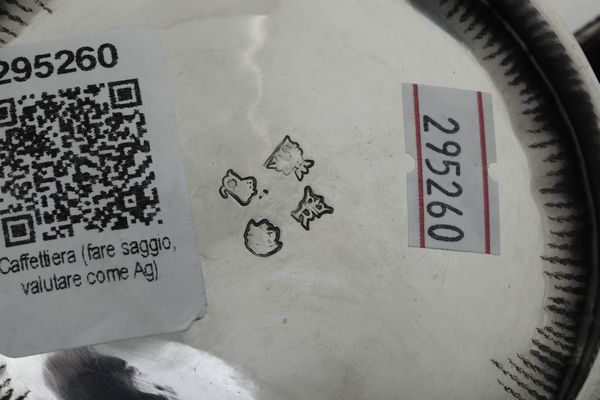 295260
Caffettiera (fare saggio,
valutare come Ag)
295260